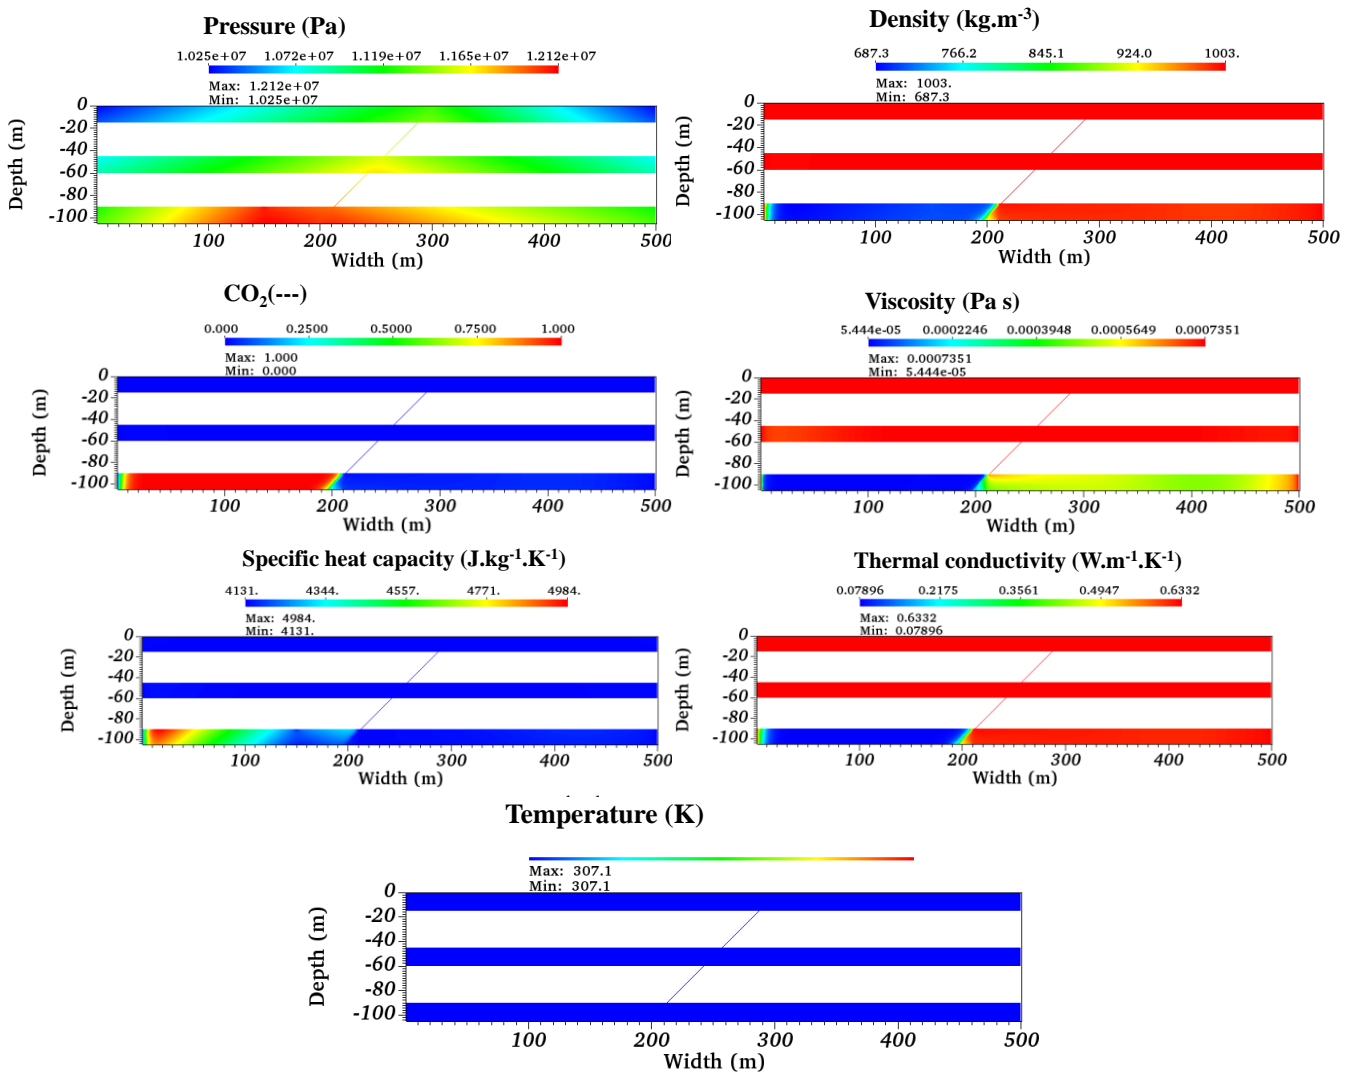 Pressure (Pa)
1.025e+07 1.072e+07 1.119e+07 1.165e+07 1.212e+07
Max: 1.212e+07
Min: 1.025e+07
0
-20
-40
-60
-80
-100
Depth (m)
100 200 300 400 500
Width (m)
Density (kg.m-3)
687.3 766.2 845.1 924.0 1003.
Max: 1003.
Min: 687.3
0
-20
-40
-60
-80
-100
Depth (m)
100 200 300 400 500
Width (m)
CO2(---)
0.000 0.2500 0.5000 0.7500 1.000
Max: 1.000
Min: 0.000
0
-20
-40
-60
-80
-100
Depth (m)
100 200 300 400 500
Width (m)
Viscosity (Pa s)
5.444e-05 0.0002246 0.0003948 0.0005649 0.0007351
Max: 0.0007351
Min: 5.444e-05
0
-20
-40
-60
-80
-100
Depth (m)
100 200 300 400 500
Width (m)
Specific heat capacity (J.kg-1.K-1)
4131. 4344. 4557. 4771. 4984.
Max: 4984.
Min: 4131.
0
-20
-40
-60
-80
-100
Depth (m)
100 200 300 400 500
Width (m)
Thermal conductivity (W.m-1.K-1)
0.07896 0.2175 0.3561 0.4947 0.6332
Max: 0.6332
Min: 0.07896
0
-20
-40
-60
-80
-100
Depth (m)
100 200 300 400 500
Width (m)
Temperature (K)
Max: 307.1
Min: 307.1
0
-20
-40
-60
-80
-100
Depth (m)
100 200 300 400 500
Width (m)